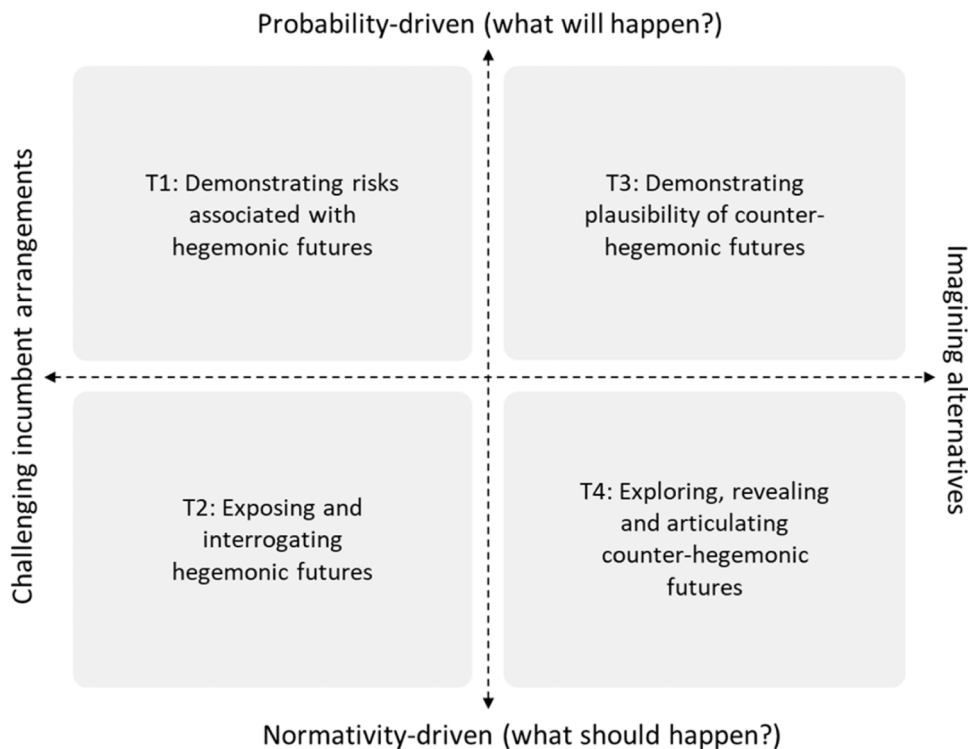 Probability-driven (what will happen?)
Challenging incumbent arrangements
T1: Demonstrating risks
associated with
hegemonic futures
T3: Demonstrating
plausibility of counter-
hegemonic futures
Imagining alternatives
T2: Exposing and
interrogating
hegemonic futures
T4: Exploring, revealing
and articulating
counter-hegemonic
futures
Normativity-driven (what should happen?)